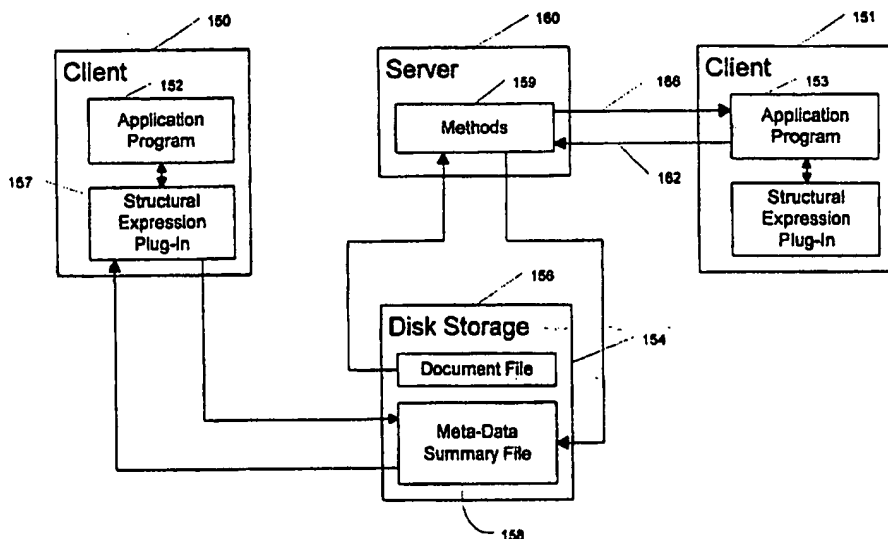 150
160
151
Client
Server
Client
152
159
166
153
Application
Program
Methods
Application
Program
157
162
Structural
Expression
Plug-In
Structural
Expression
Plug-In
156
Disk Storage
154
Document File
Meta-Data
Summary File
158